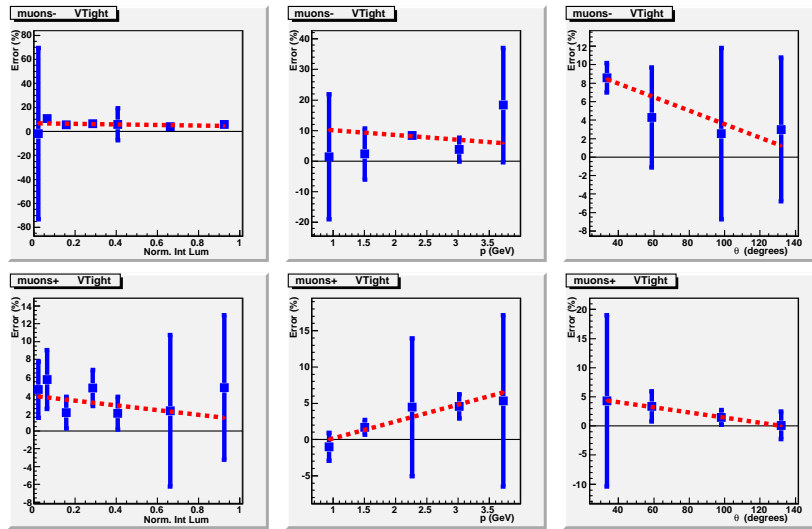 muons- VTight
Error (%)
80
60
40
20
0
-20
-40
-60
-80
0 0.2 0.4 0.6 0.8 1
Norm. Int Lum
muons- VTight
Error (%)
40
30
20
10
0
-10
-20
1 1.5 2 2.5 3 3.5
p (GeV)
muons- VTight
Error (%)
12
10
8
6
4
2
0
-2
-4
-6
-8
40 60 80 100 120 140
θ (degrees)
muons+ VTight
Error (%)
14
12
10
8
6
4
2
0
-2
-4
-6
-8
0 0.2 0.4 0.6 0.8 1
Norm. Int Lum
muons+ VTight
Error (%)
15
10
5
0
-5
1 1.5 2 2.5 3 3.5
p (GeV)
muons+ VTight
Error (%)
20
15
10
5
0
-5
-10
40 60 80 100 120 140
θ (degrees)